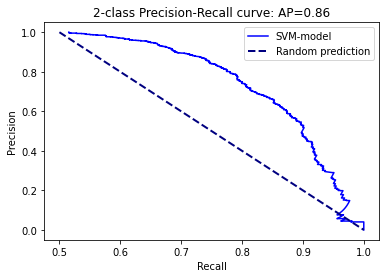 2-class Precision-Recall curve: AP=0.86
SVM-model
Random prediction
1.0
0.8
0.6
0.4
0.2
0.0
Precision
0.5
0.6
0.7
0.8
0.9
1.0
Recall